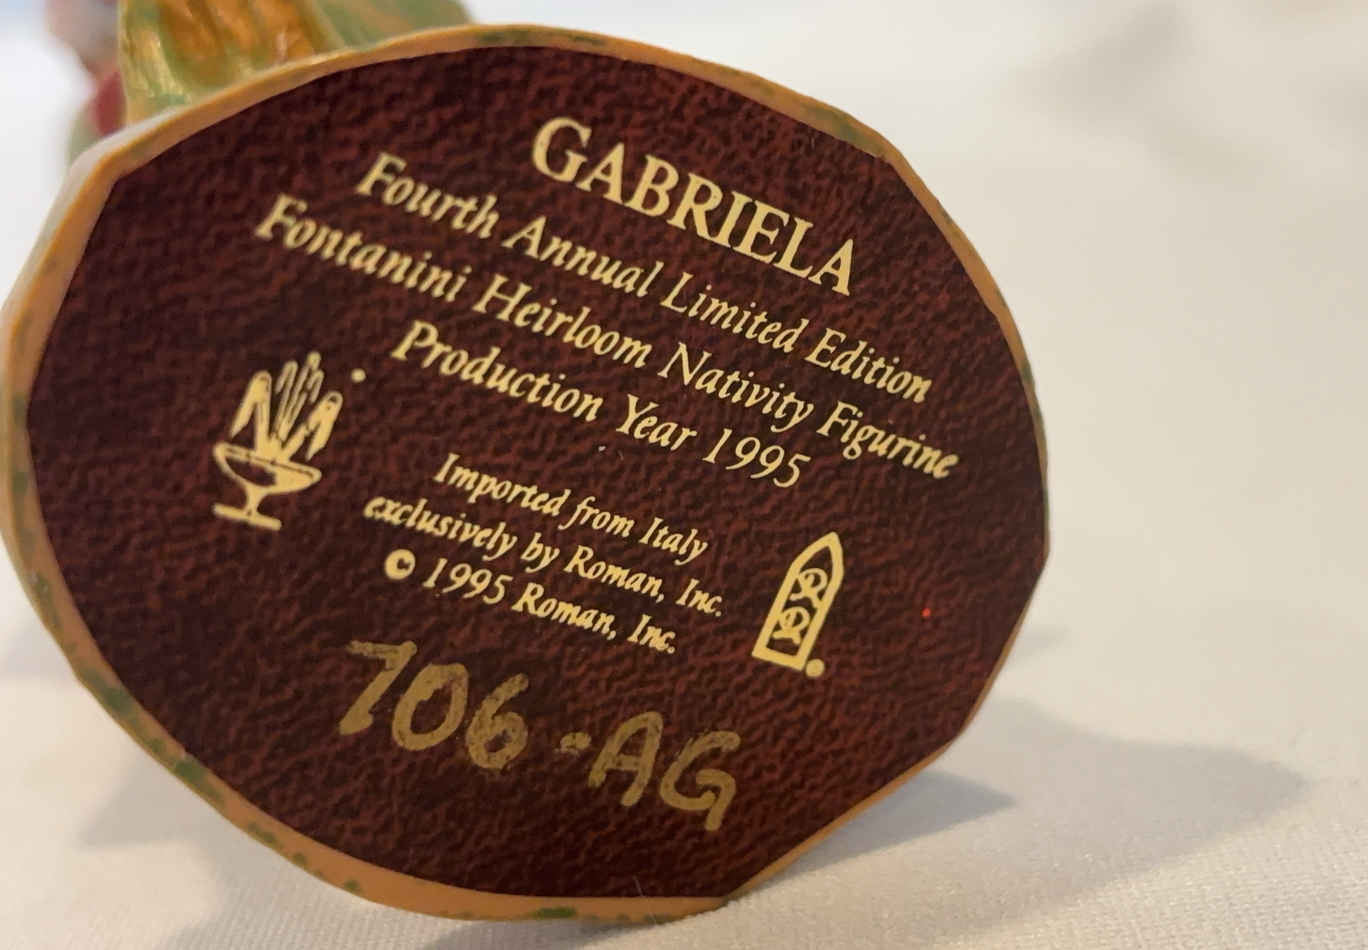 GABRIELA
Fourth Annual Limited Edition
Fontanini Heirloom Nativity Figurine
Production Year 1995
Imported from Italy
exclusively by Roman, Inc.
© 1995 Roman, Inc.
706-AG